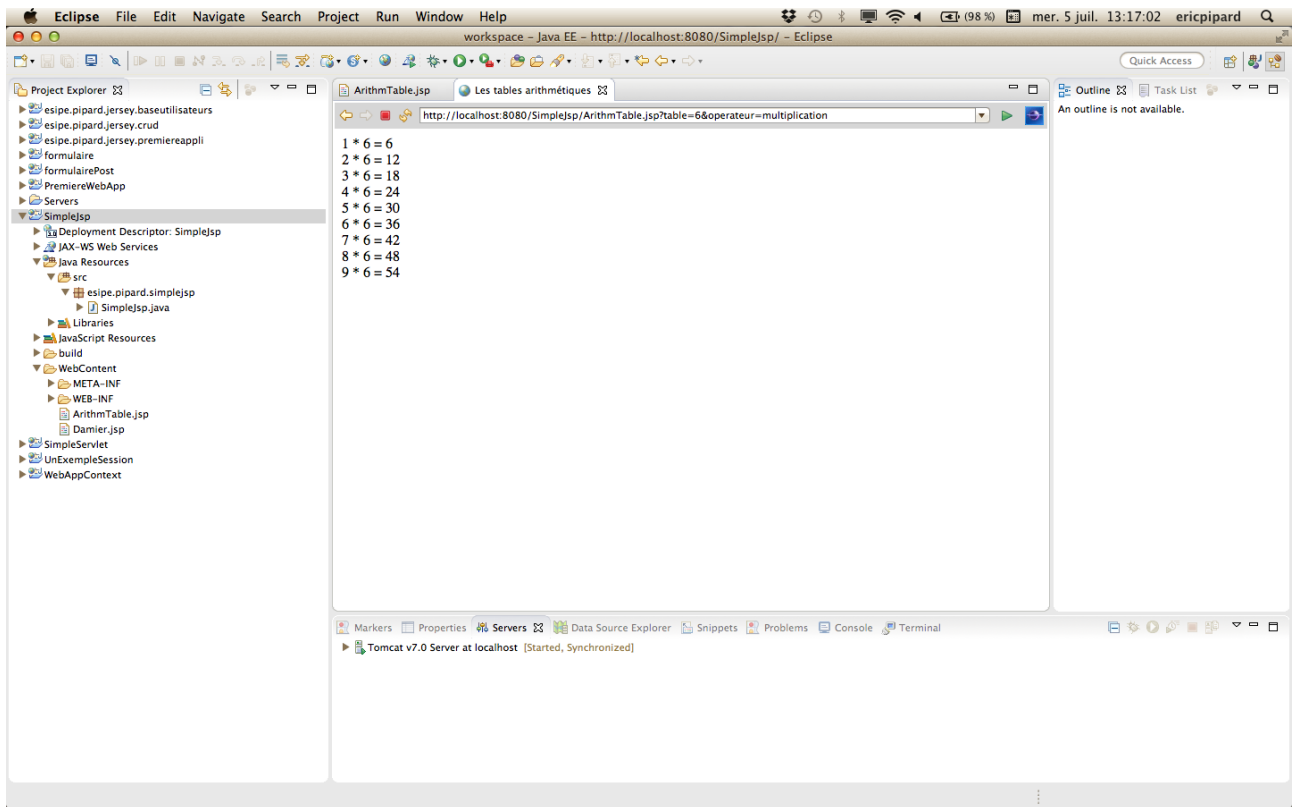 Eclipse File Edit Navigate Search Project Run Window Help (98 %) mer. 5 juil. 13:17:02 ericpipard
workspace – Java EE – http://localhost:8080/SimpleJsp/ – Eclipse
Quick Access
Project Explorer
esipe.pipard.jersey.baseutilisateurs
esipe.pipard.jersey.crud
esipe.pipard.jersey.premiereappli
formulaire
formulairePost
PremiereWebApp
Servers
SimpleJsp
Deployment Descriptor: SimpleJsp
JAX-WS Web Services
Java Resources
src
esipe.pipard.simplejsp
SimpleJsp.java
Libraries
JavaScript Resources
build
WebContent
META-INF
WEB-INF
ArithmTable.jsp
Damier.jsp
SimpleServlet
UnExempleSession
WebAppContext
ArithmTable.jsp Les tables arithmétiques
http://localhost:8080/SimpleJsp/ArithmTable.jsp?table=6&operateur=multiplication
1 * 6 = 6
2 * 6 = 12
3 * 6 = 18
4 * 6 = 24
5 * 6 = 30
6 * 6 = 36
7 * 6 = 42
8 * 6 = 48
9 * 6 = 54
Outline Task List
An outline is not available.
Markers Properties Servers Data Source Explorer Snippets Problems Console Terminal
Tomcat v7.0 Server at localhost [Started, Synchronized]